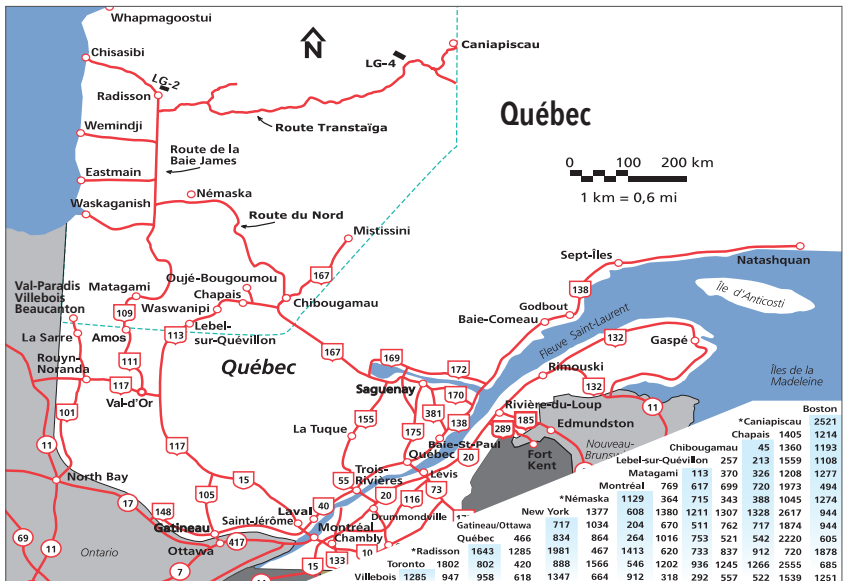 Whapmagoostui
Chisasibi
LG-2
LG-4
Caniapiscau
N
Radisson
Québec
Route Transtaïga
Wemindji
Route de la
Baie James
0 100 200 km
1 km = 0,6 mi
Eastmain
Némaska
Waskaganish
Route du Nord
Mistissini
Sept-Îles
Natashquan
167
Oujé-Bougoumou
Val-Paradis
Villebois
Beaucanton
Matagami
Chapais
Waswanipi
Chibougamau
138
Godbout
Baie-Comeau
Île d'Anticosti
109
Fleuve Saint-Laurent
La Sarre
Amos
113
Lebel-
sur-Quévillon
132
Gaspé
167
169
172
Rouyn-
Noranda
111
Québec
Rimouski
Îles de la
Madeleine
117
Val-d'Or
Saguenay
170
132
101
155
381
Rivière-du-Loup
11
185
175
138
La Tuque
289
Edmundston
11
117
Baie-St-Paul
Fort
Kent
Nouveau-
Québec
20
North Bay
15
55
Trois-
Rivières
Lévis
73
105
17
40
20
116
148
Laval
Saint-Jérôme
Drummondville
Gatineau
Montréal
Chambly
69
11
Ontario
Ottawa
417
7
15
133
10
Boston
*Caniapiscau 2521
Chapais 1405 1214
Chibougamau 45 1360 1193
Lebel-sur-Quévillon 257 213 1559 1108
Matagami 113 370 326 1208 1277
Montréal 769 617 699 720 1973 494
*Némaska 1129 364 715 343 388 1045 1274
New York 1377 608 1380 1211 1307 1328 2617 944
Gatineau/Ottawa 717 1034 204 670 511 762 717 1874 944
Québec 466 834 864 264 1016 753 521 542 2220 605
*Radisson 1643 1285 1981 467 1413 620 733 837 912 720 1878
Toronto 1802 802 420 888 1566 546 1202 936 1245 1266 2555 685
Villebois 1285 947 958 618 1347 664 912 318 292 557 522 1539 1251